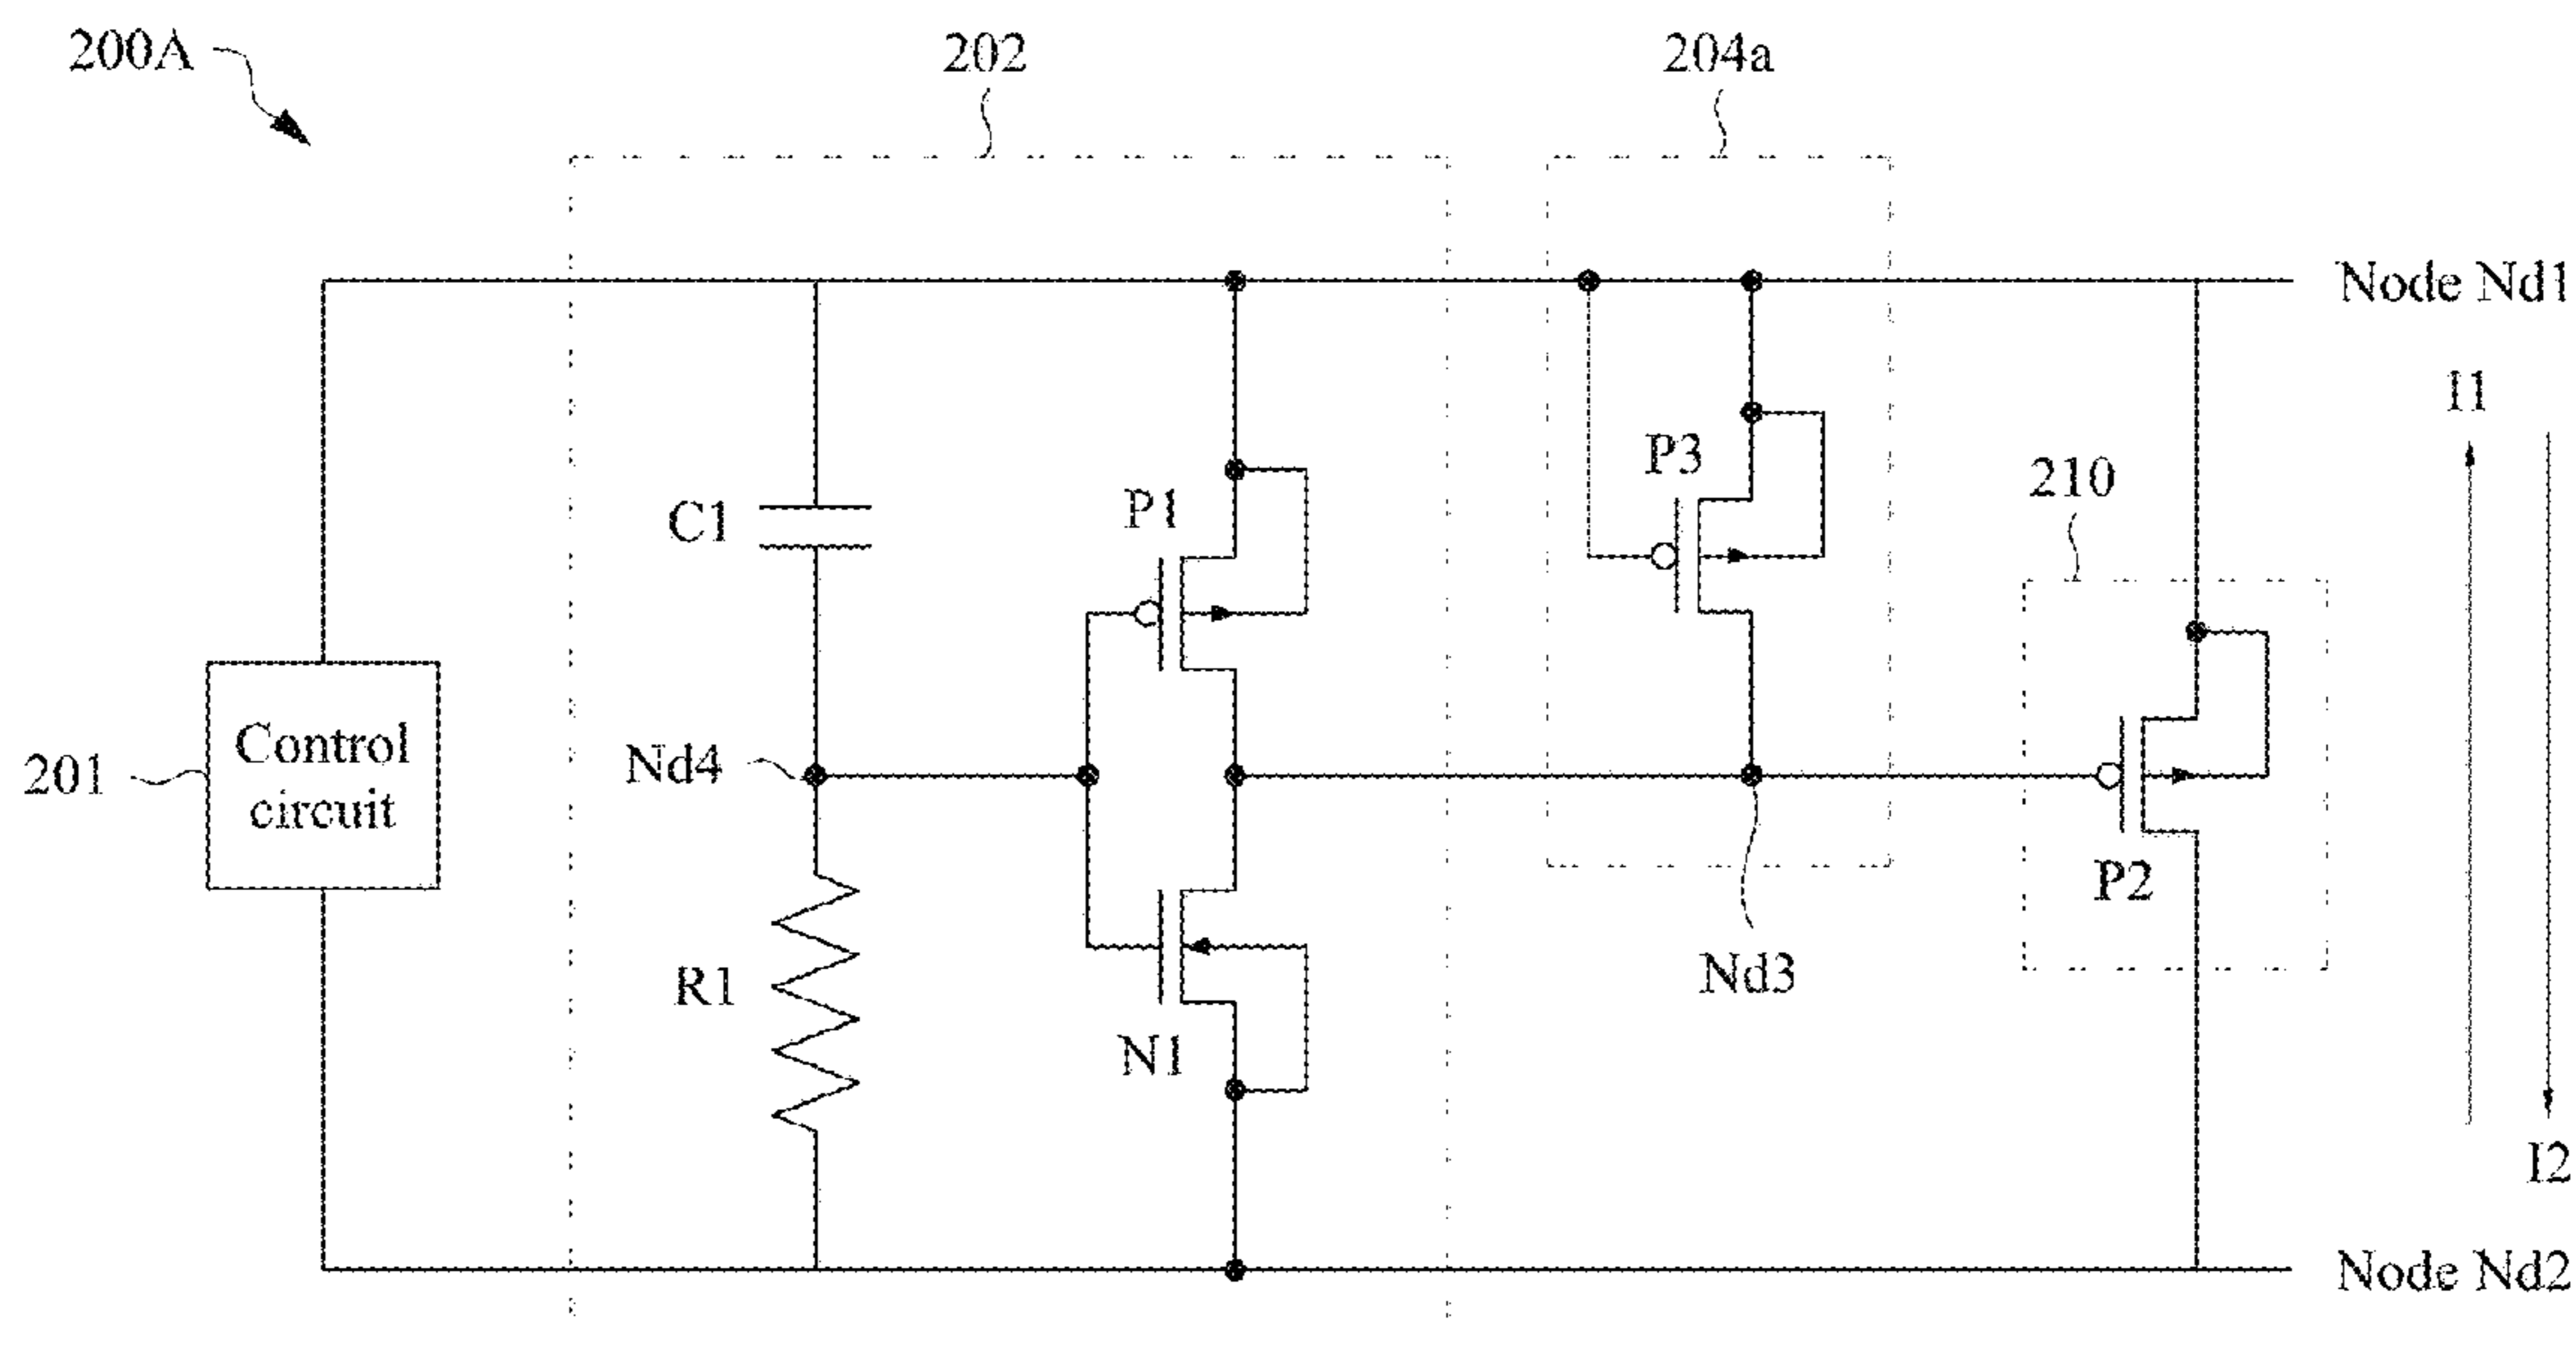 200A
202
204a
Node Nd1
I1
P3
210
P1
C1
Control
circuit
201
Nd4
P2
Nd3
R1
N1
I2
Node Nd2